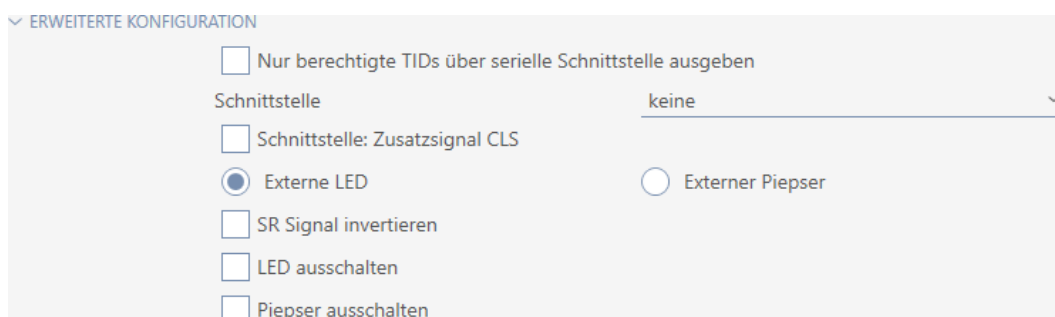 ERWEITERTE KONFIGURATION
Nur berechtigte TIDs über serielle Schnittstelle ausgeben
Schnittstelle keine
Schnittstelle: Zusatzsignal CLS
Externe LED Externer Piepser
SR Signal invertieren
LED ausschalten
Piepser ausschalten